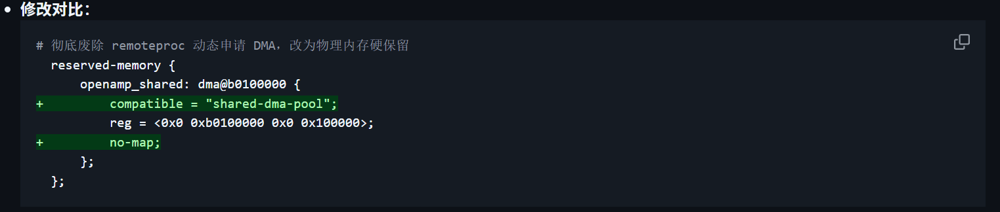 修改对比：
# 彻底废除 remoteproc 动态申请 DMA，改为物理内存硬保留
  reserved-memory {
      openamp_shared: dma@b0100000 {
+         compatible = "shared-dma-pool";
          reg = <0x0 0xb0100000 0x0 0x100000>;
+         no-map;
      };
  };